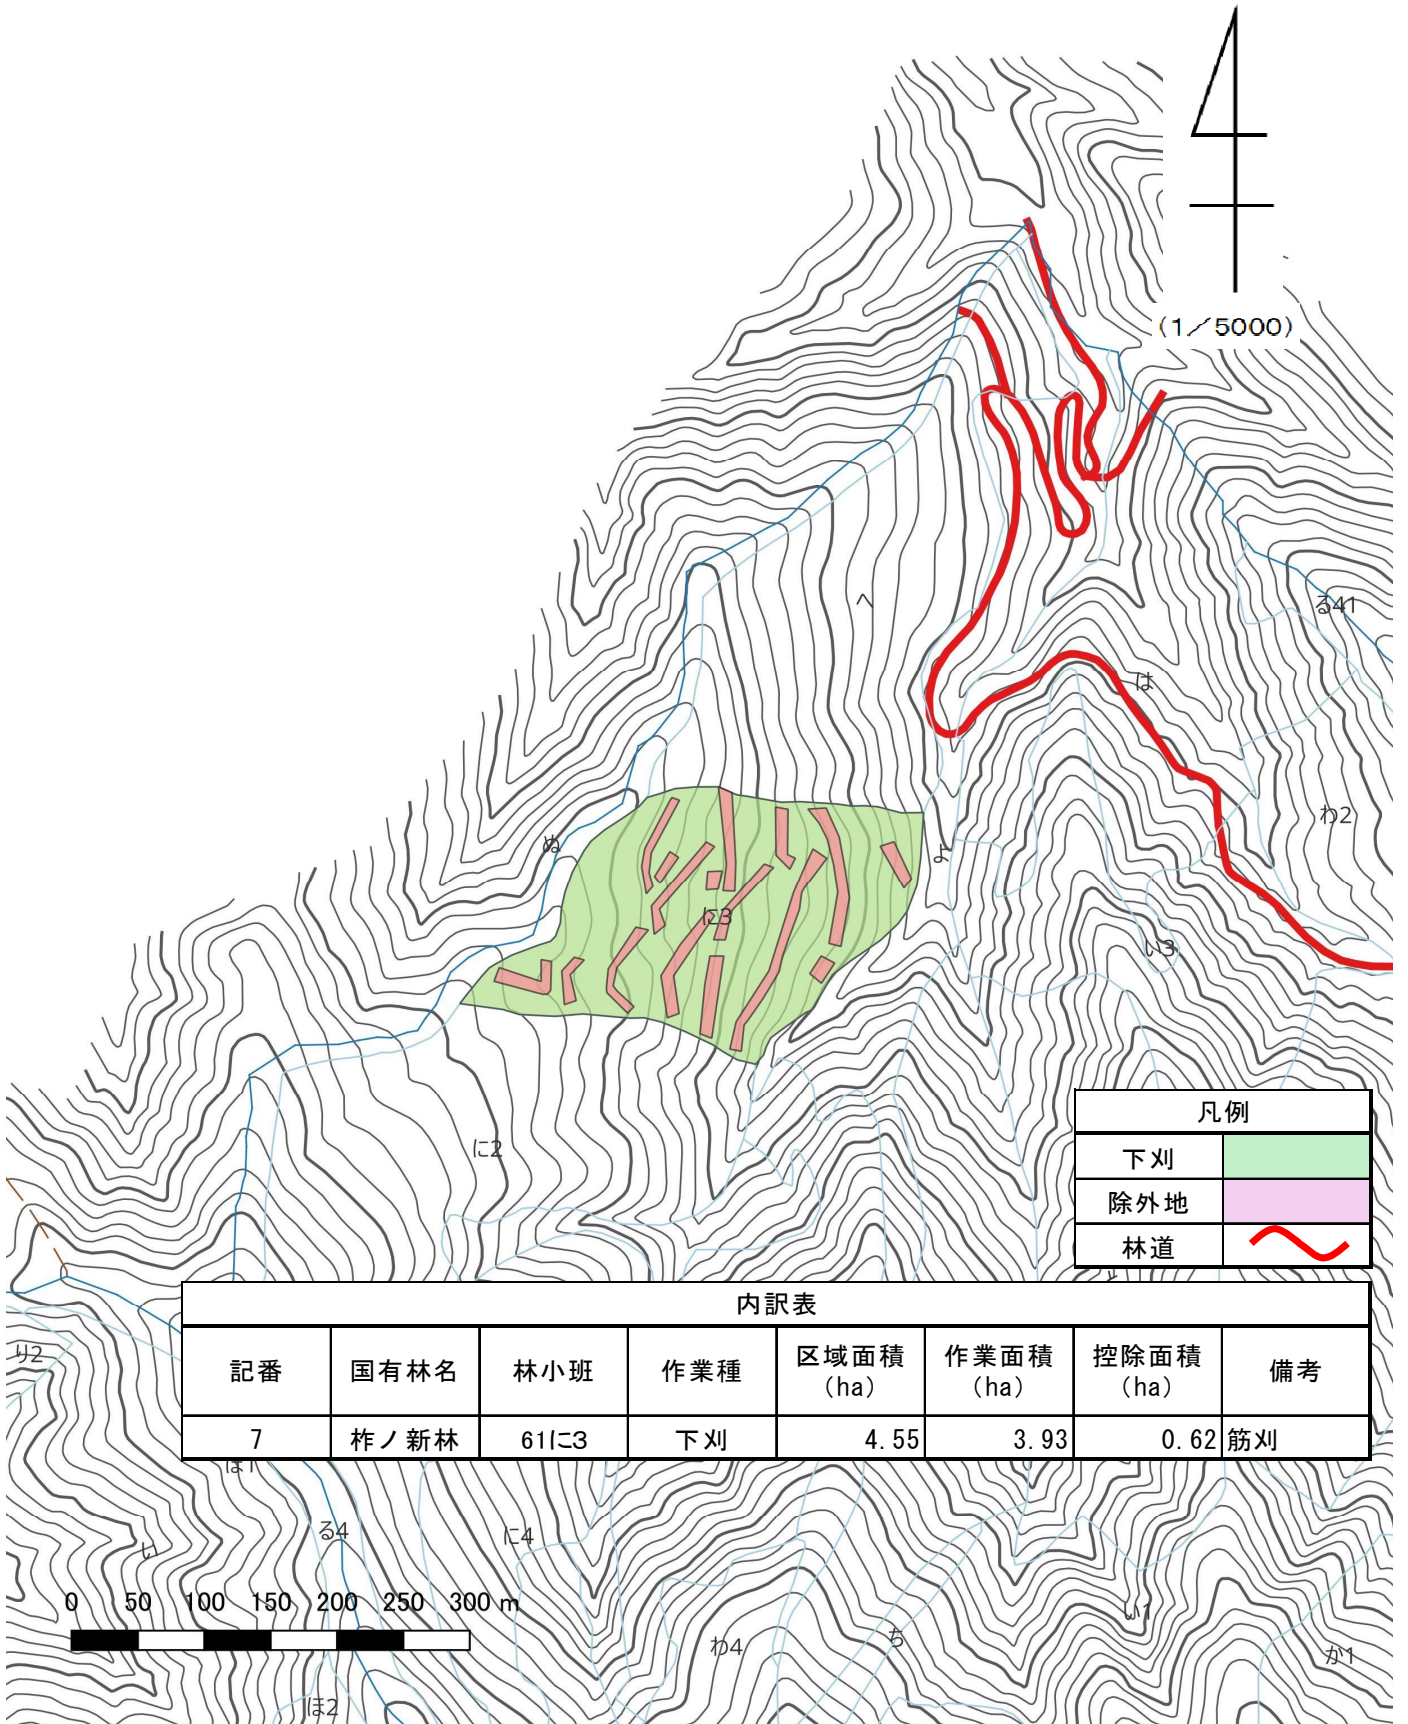 (1/5000)
へ
る41
は
わ2
ぬ
よ
に3
い3
に2
凡例
下刈
除外地
林道
内訳表
記番 国有林名 林小班 作業種 区域面積(ha) 作業面積(ha) 控除面積(ha) 備考
7 柞ノ新林 61に3 下刈 4.55 3.93 0.62 筋刈
り2
ほ1
る4
に4
い
0 50 100 150 200 250 300 m
い1
ち
わ4
か1
ほ2